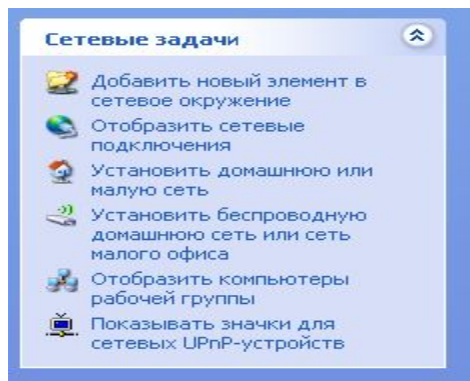 Сетевые задачи
Добавить новый элемент в
сетевое окружение
Отобразить сетевые
подключения
Установить домашнюю или
малую сеть
Установить беспроводную
домашнюю сеть или сеть
малого офиса
Отобразить компьютеры
рабочей группы
Показывать значки для
сетевых UPnP-устройств